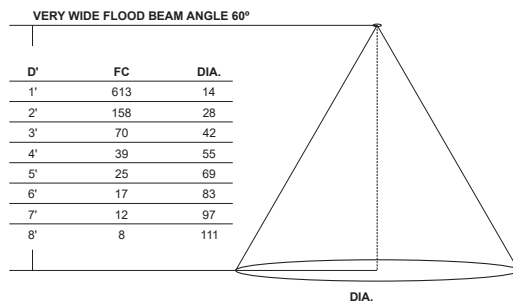 VERY WIDE FLOOD BEAM ANGLE 60º
D' FC DIA.
1' 613 14
2' 158 28
3' 70 42
4' 39 55
5' 25 69
6' 17 83
7' 12 97
8' 8 111
DIA.